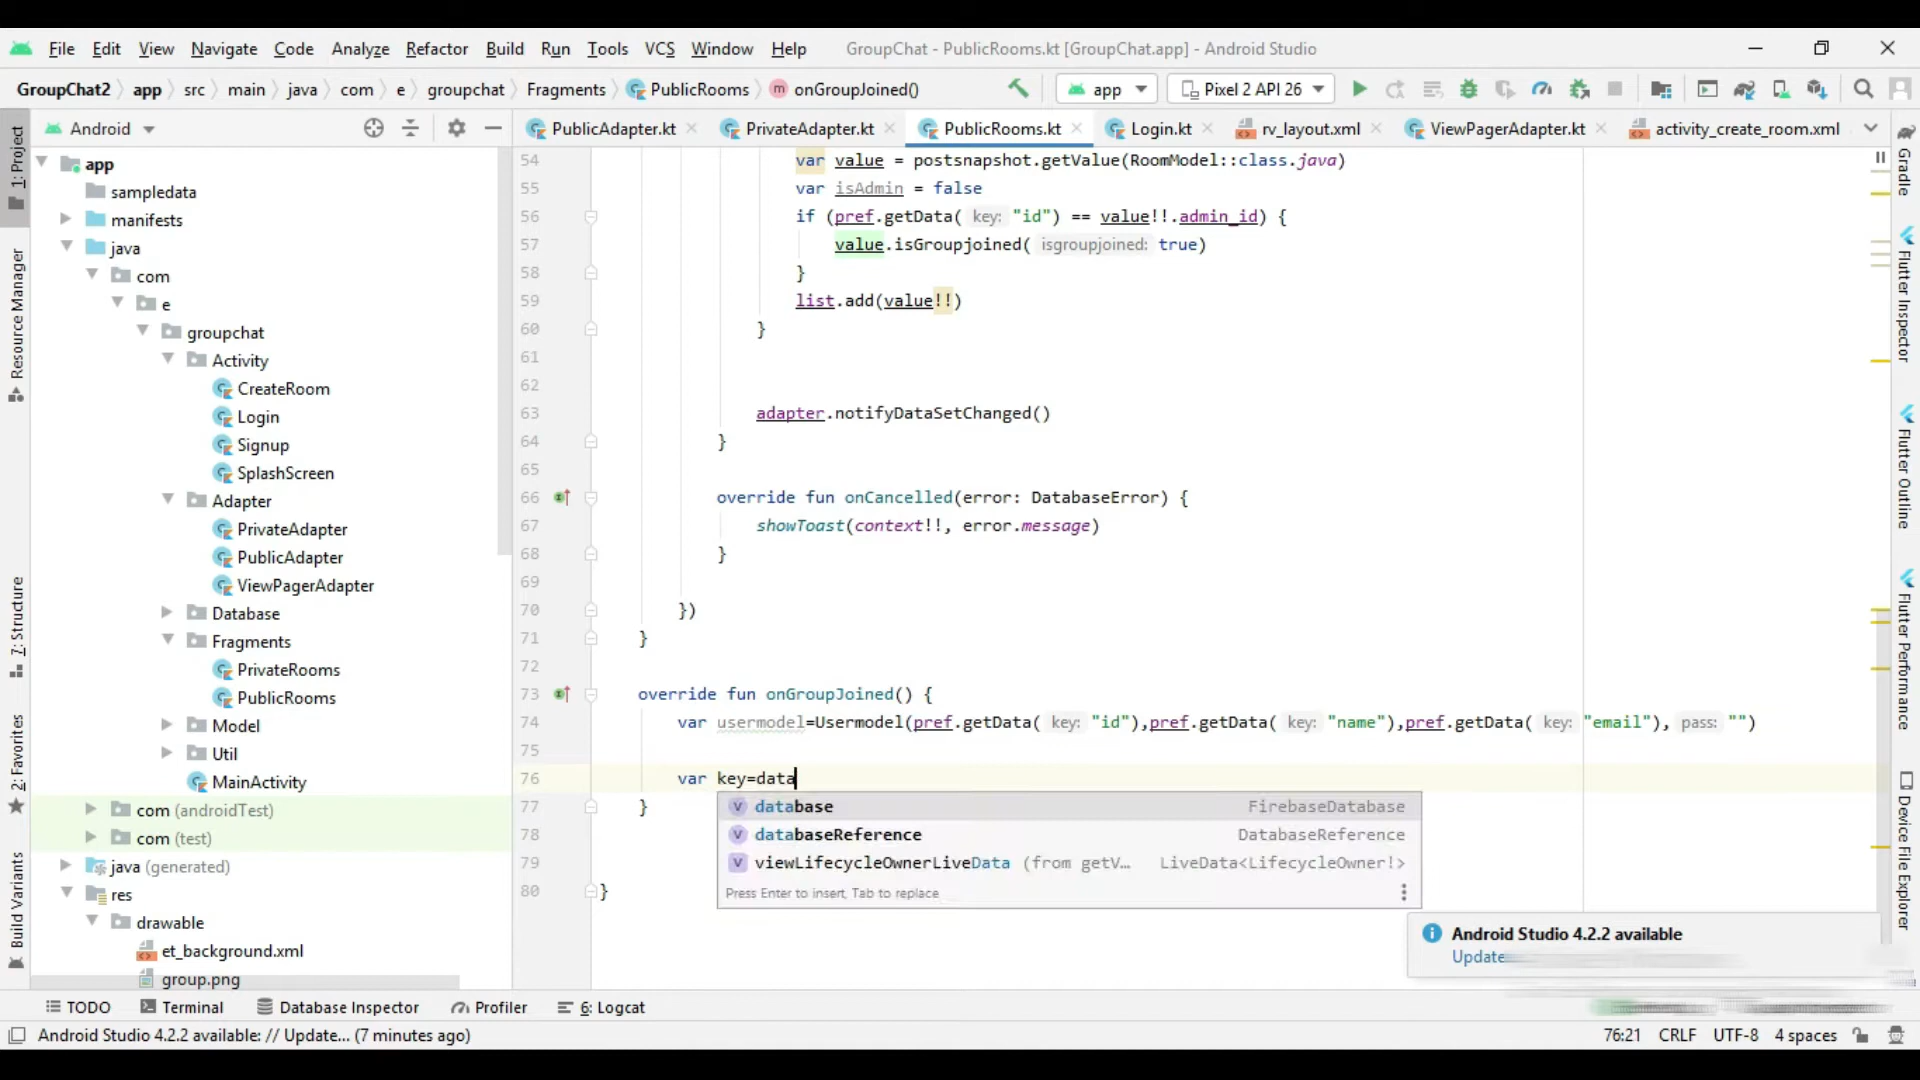 File Edit View Navigate Code Analyze Refactor Build Run Tools VCS Window Help GroupChat - PublicRooms.kt [GroupChat.app] - Android Studio
GroupChat2 app src main java com e groupchat Fragments PublicRooms onGroupJoined() app Pixel 2 API 26
Android
PublicAdapter.kt PrivateAdapter.kt PublicRooms.kt Login.kt rv_layout.xml ViewPagerAdapter.kt activity_create_room.xml
1: Project
Resource Manager
7: Structure
2: Favorites
Build Variants
app
sampledata
manifests
java
com
e
groupchat
Activity
CreateRoom
Login
Signup
SplashScreen
Adapter
PrivateAdapter
PublicAdapter
ViewPagerAdapter
Database
Fragments
PrivateRooms
PublicRooms
Model
Util
MainActivity
com (androidTest)
com (test)
java (generated)
res
drawable
et_background.xml
group.png
54 var value = postsnapshot.getValue(RoomModel::class.java)
55 var isAdmin = false
56 if (pref.getData( key: "id") == value!!.admin_id) {
57 value.isGroupjoined( isgroupjoined: true)
58 }
59 list.add(value!!)
60 }
61
62
63 adapter.notifyDataSetChanged()
64 }
65
66 override fun onCancelled(error: DatabaseError) {
67 showToast(context!!, error.message)
68 }
69
70 })
71 }
72
73 override fun onGroupJoined() {
74 var usermodel=Usermodel(pref.getData( key: "id"),pref.getData( key: "name"),pref.getData( key: "email"), pass: "")
75
76 var key=data
77 }
78
79
80 }
database FirebaseDatabase
databaseReference DatabaseReference
viewLifecycleOwnerLiveData (from getV... LiveData<LifecycleOwner!>
Press Enter to insert, Tab to replace
Android Studio 4.2.2 available
Update
Gradle
Flutter Inspector
Flutter Outline
Flutter Performance
Device File Explorer
TODO Terminal Database Inspector Profiler 6: Logcat
Android Studio 4.2.2 available: // Update... (7 minutes ago) 76:21 CRLF UTF-8 4 spaces